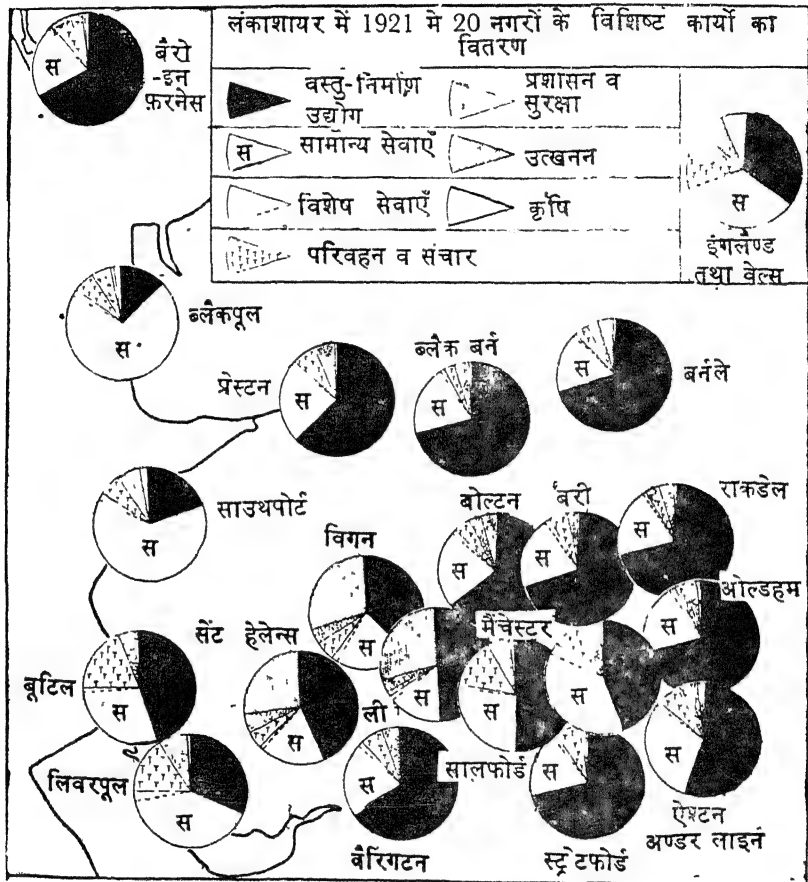 लंकाशायर में 1921 मे 20 नगरों के विशिष्टं कार्यो का
वितरण
वस्तु-निर्माण
उद्योग
प्रशासन व
सुरक्षा
स सामान्य सेवाएँ
उत्खनन
विशेष सेवाएँ
कृषि
परिवहन व संचार
स
इंगलैण्ड
तथा वेल्स
स
बैरो
-इन
फ़रनेस
स
ब्लैकपूल
प्रेस्टन
स
ब्लैक बर्न
स
बर्नले
स
साउथपोर्ट
स
विगन
स
बोल्टन
स
बरी
स
राकडेल
स
ओल्डहम
स
सेंट हेलेन्स
स
ली
स
मैंचेस्टर
स
बूटिल
स
लिवरपूल
स
सालफोर्ड
स
वैरिंगटन
स
स्ट्रेटफोर्ड
स
ऐश्टन
अण्डर लाइन
स